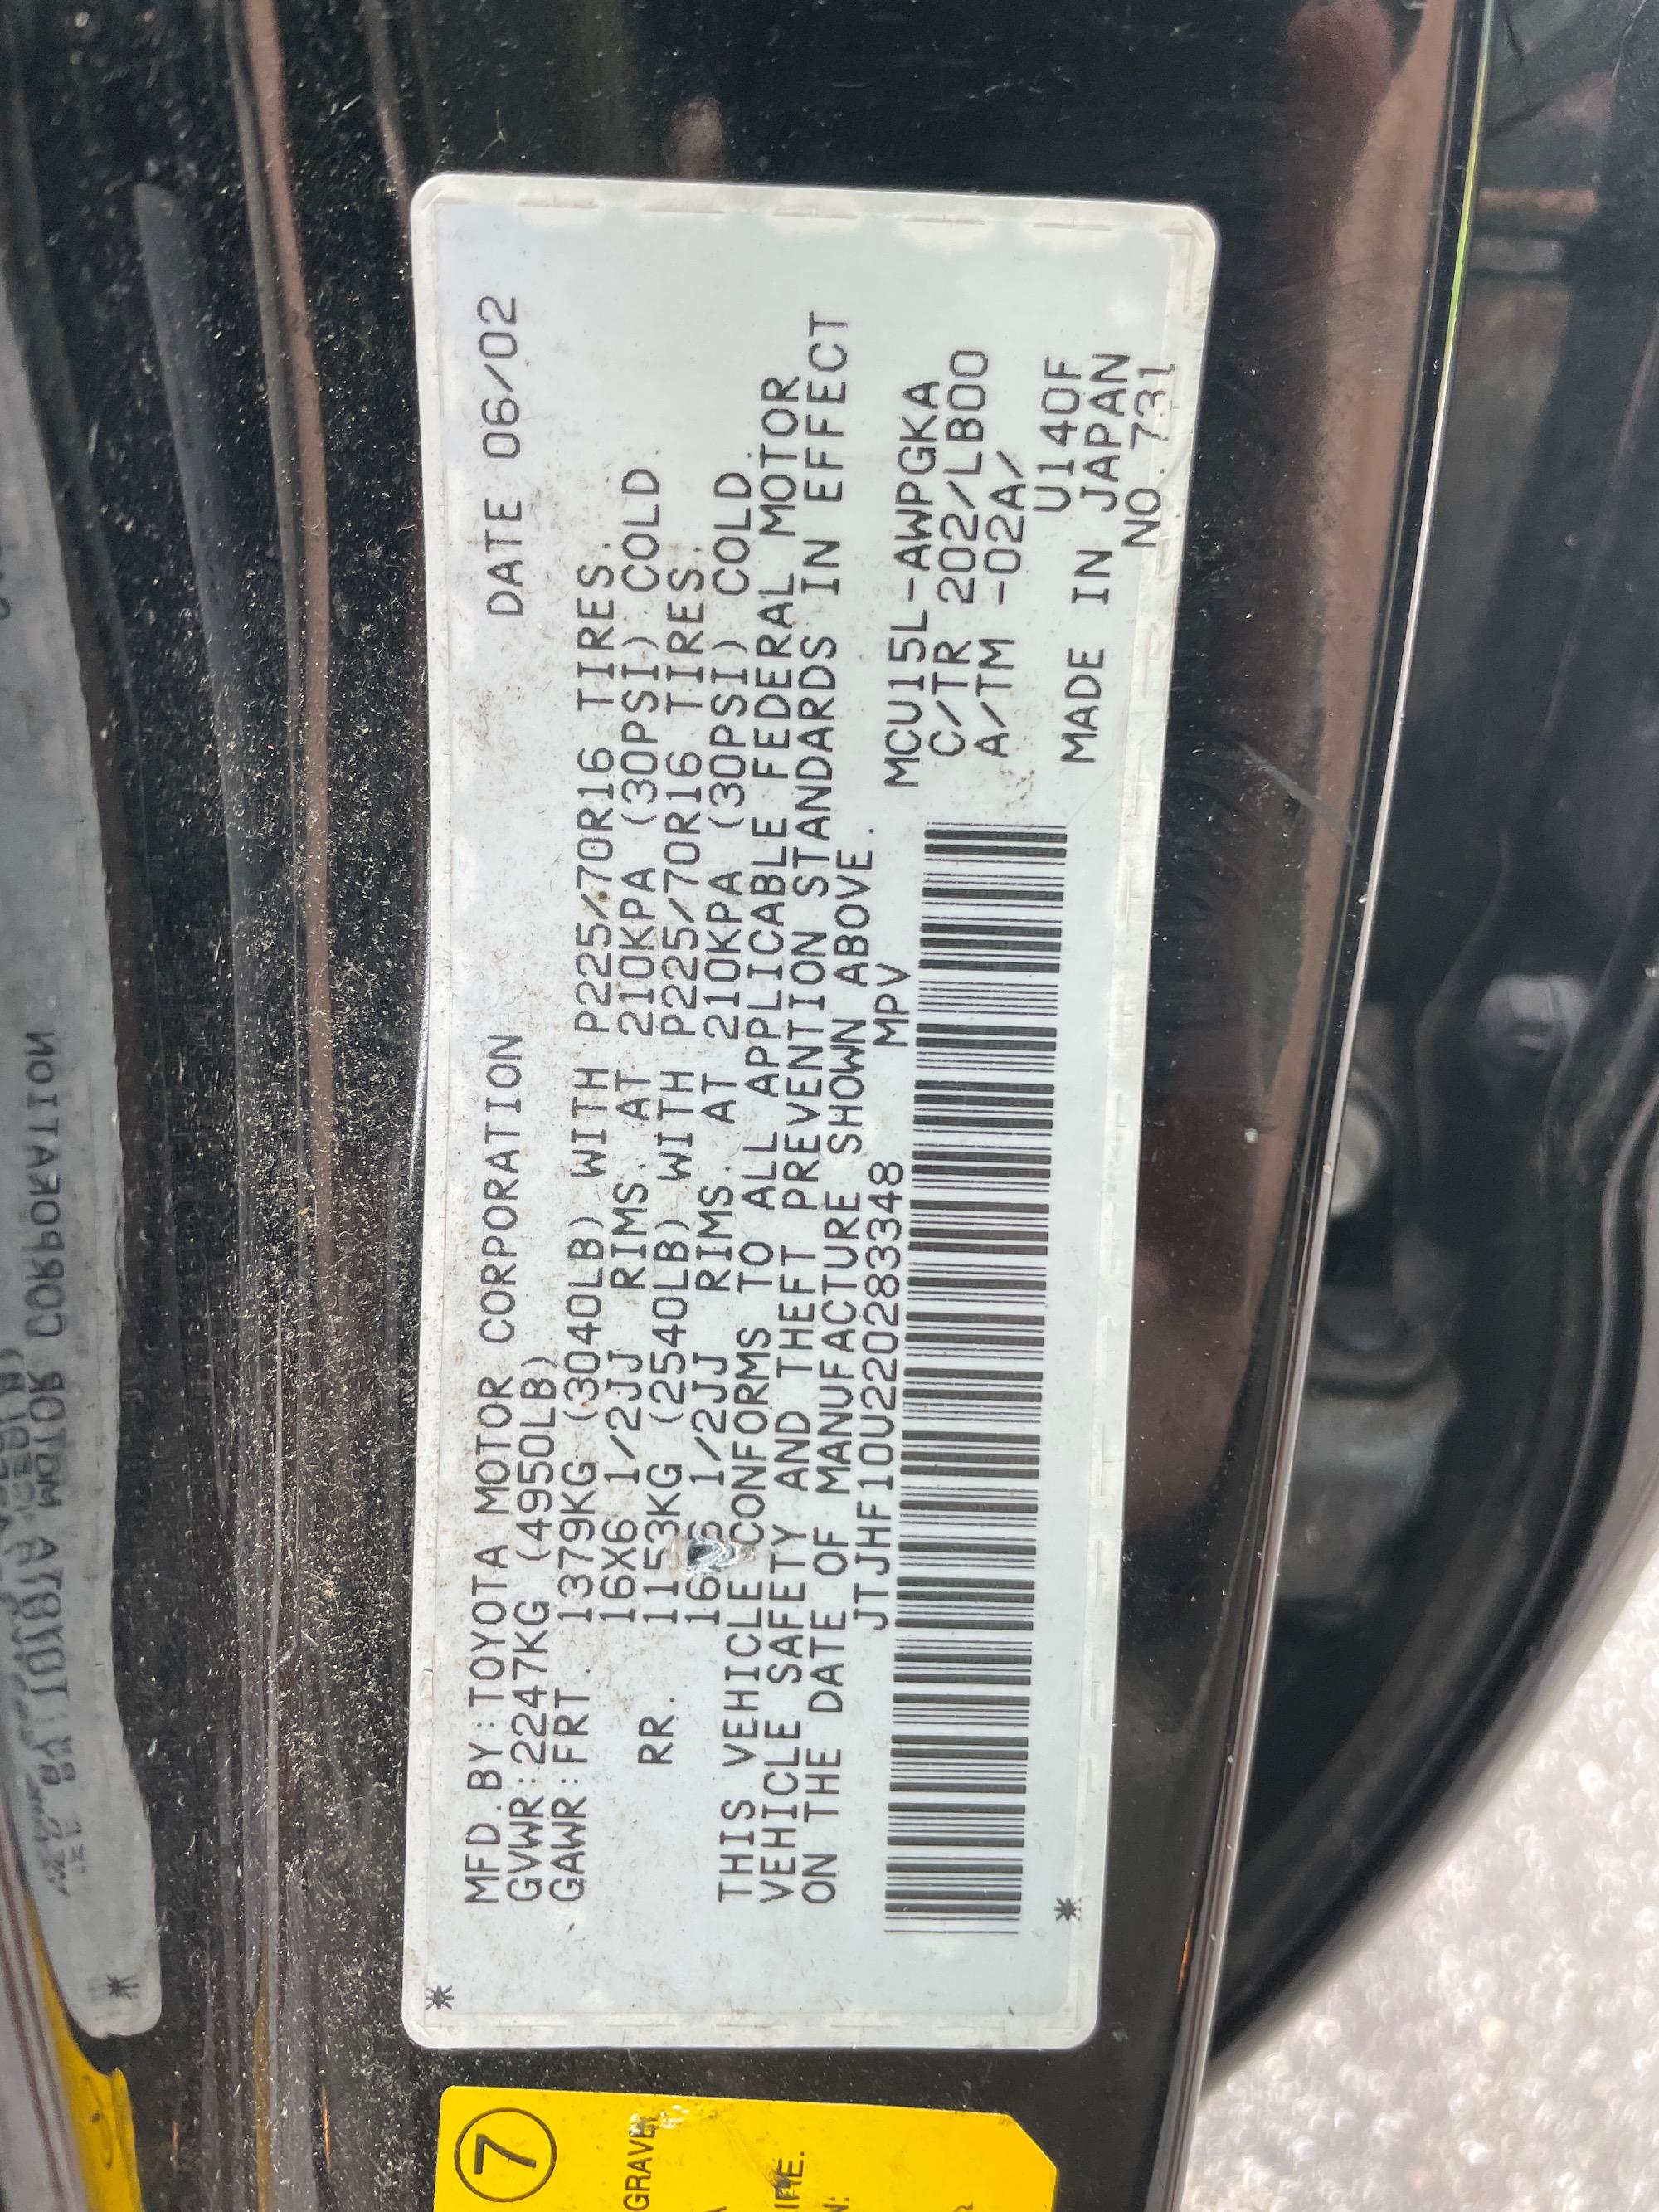 MFD.BY:TOYOTA MOTOR CORPORATION DATE 06/02
GVWR:2247KG (4950LB)
GAWR:FRT. 1379KG (3040LB) WITH P225/70R16 TIRES.
16X6 1/2JJ RIMS. AT 210KPA (30PSI) COLD.
RR. 1153KG (2540LB) WITH P225/70R16 TIRES.
1/2JJ RIMS. AT 210KPA (30PSI) COLD.
THIS VEHICLE CONFORMS TO ALL APPLICABLE FEDERAL MOTOR
VEHICLE SAFETY AND THEFT PREVENTION STANDARDS IN EFFECT
ON THE DATE OF MANUFACTURE SHOWN ABOVE.
JTJHF10U220283348 MPV
MCU15L-AWPGKA
C/TR 202/LB00
A/TM -02A/
U140F
MADE IN JAPAN
NO.731
7